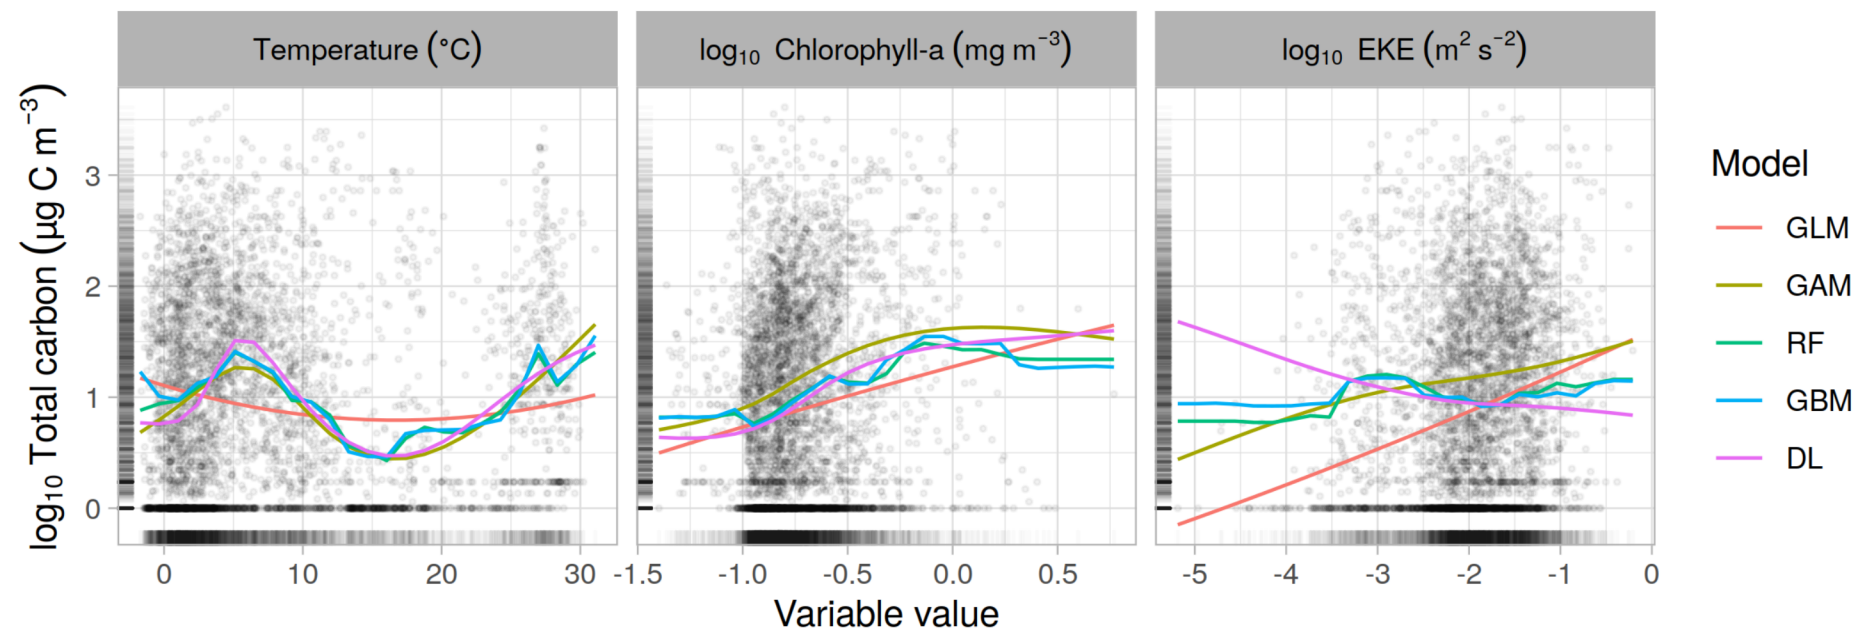 Temperature (°C)
log₁₀ Chlorophyll-a (mg m⁻³)
log₁₀ EKE (m² s⁻²)
log₁₀ Total carbon (µg C m⁻³)
3
2
1
0
0 10 20 30
-1.5 -1.0 -0.5 0.0 0.5
-5 -4 -3 -2 -1 0
Variable value
Model
GLM
GAM
RF
GBM
DL